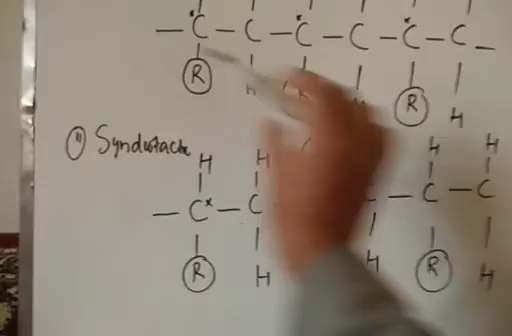 — C* — C — C* — C — C* — C —
R H R H
(ii) Syndiotactic
H H H H
— C* — C C — C
R H H R H